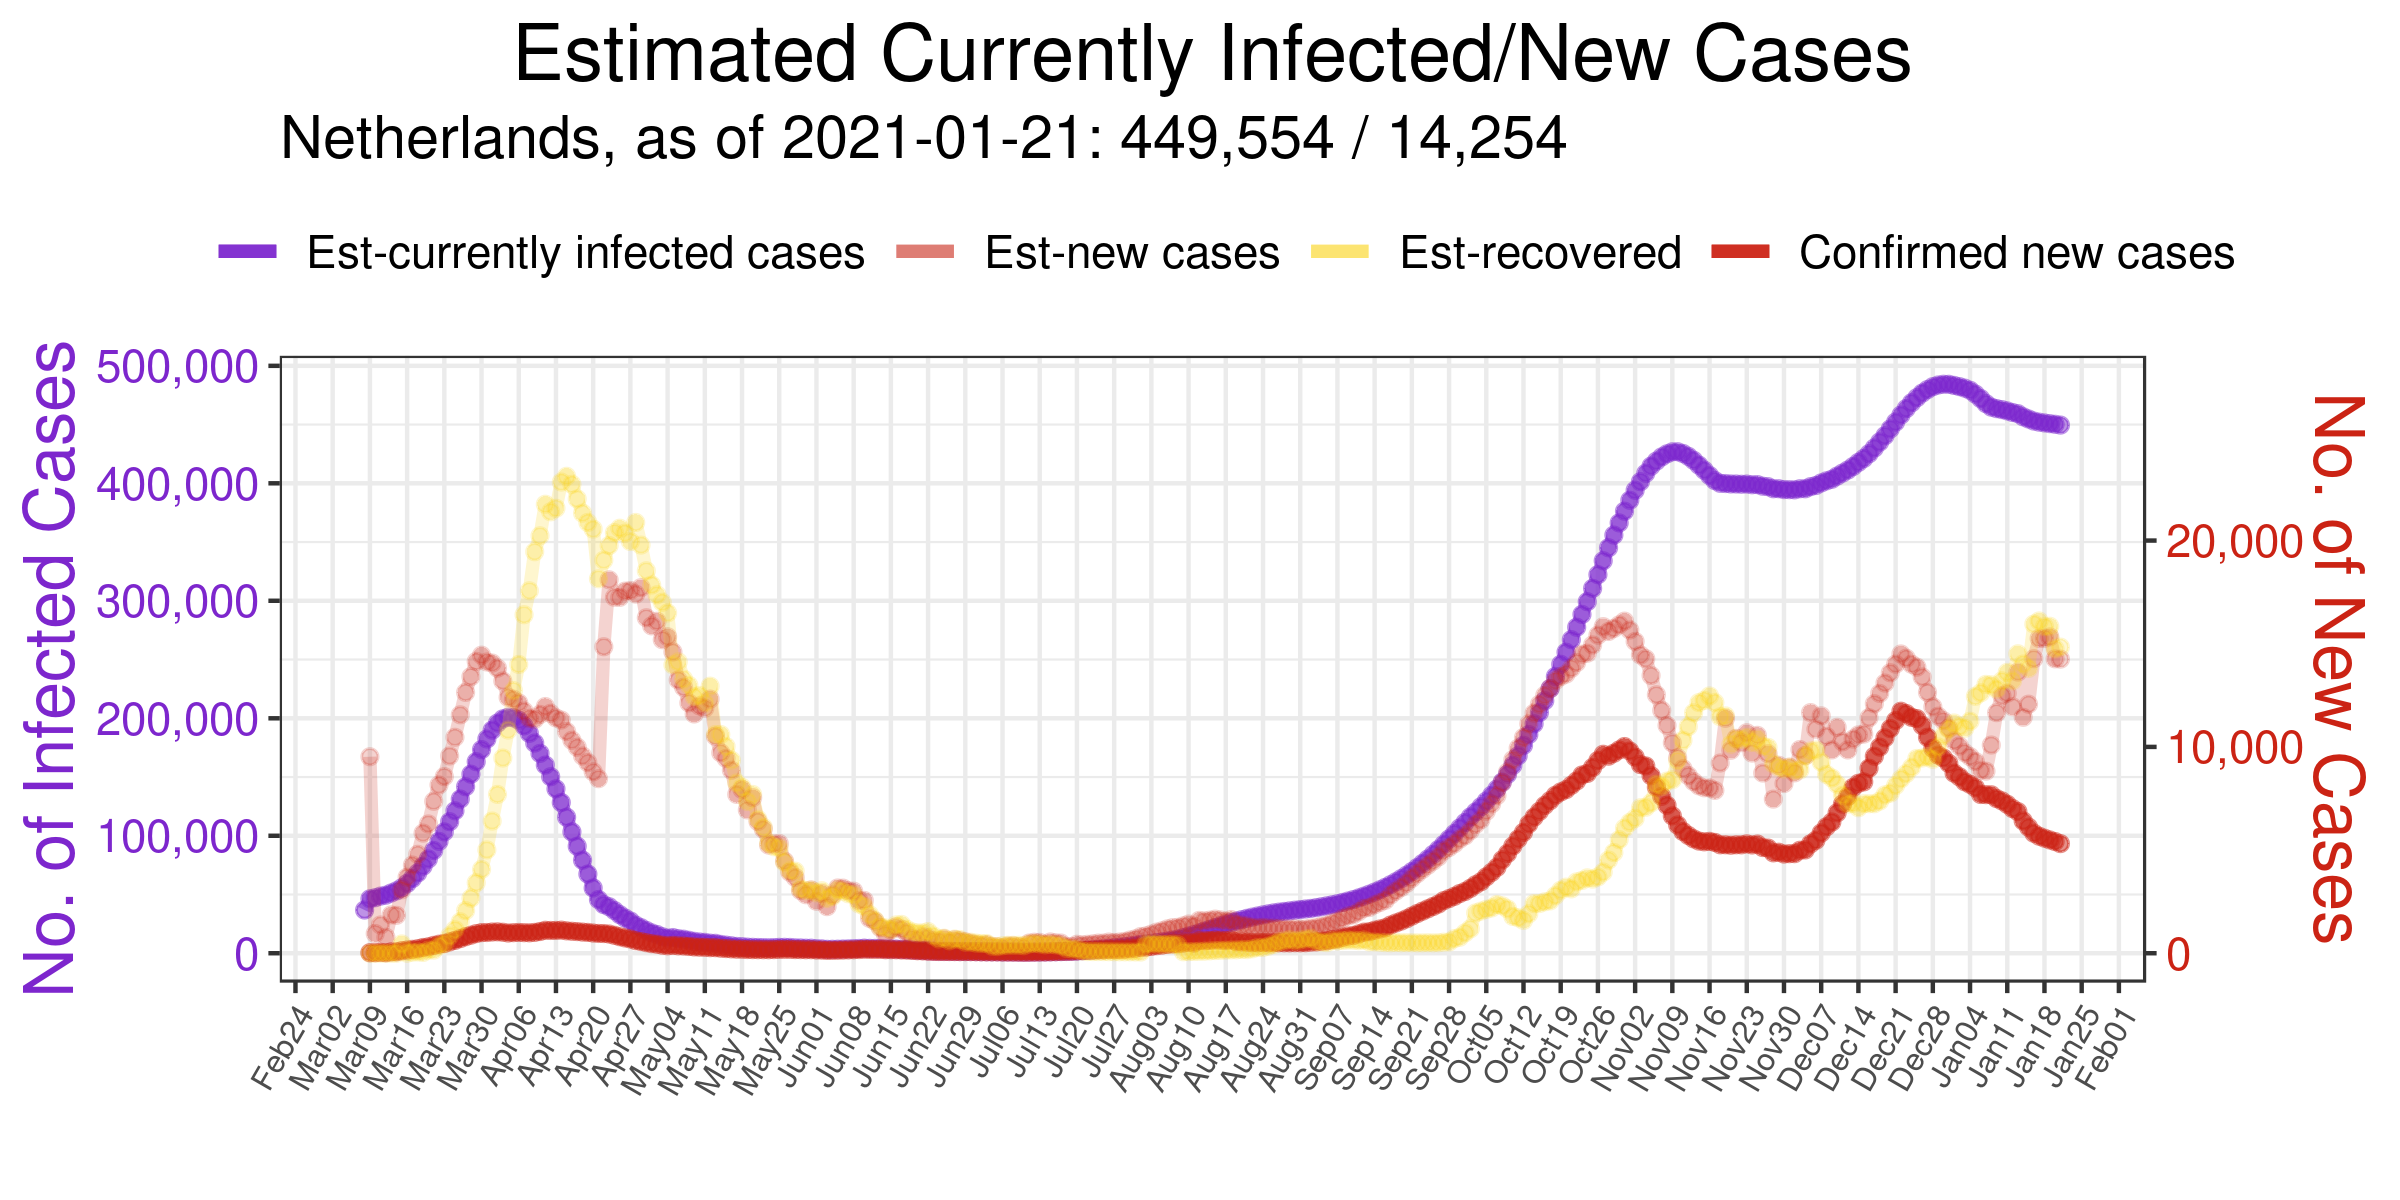 Estimated Currently Infected/New Cases
Netherlands, as of 2021-01-21: 449,554 / 14,254
Est-currently infected cases
Est-new cases
Est-recovered
Confirmed new cases
No. of Infected Cases
500,000
400,000
300,000
200,000
100,000
0
20,000
10,000
0
No. of New Cases
Feb24
Mar02
Mar09
Mar16
Mar23
Mar30
Apr06
Apr13
Apr20
Apr27
May04
May11
May18
May25
Jun01
Jun08
Jun15
Jun22
Jun29
Jul06
Jul13
Jul20
Jul27
Aug03
Aug10
Aug17
Aug24
Aug31
Sep07
Sep14
Sep21
Sep28
Oct05
Oct12
Oct19
Oct26
Nov02
Nov09
Nov16
Nov23
Nov30
Dec07
Dec14
Dec21
Dec28
Jan04
Jan11
Jan18
Jan25
Feb01